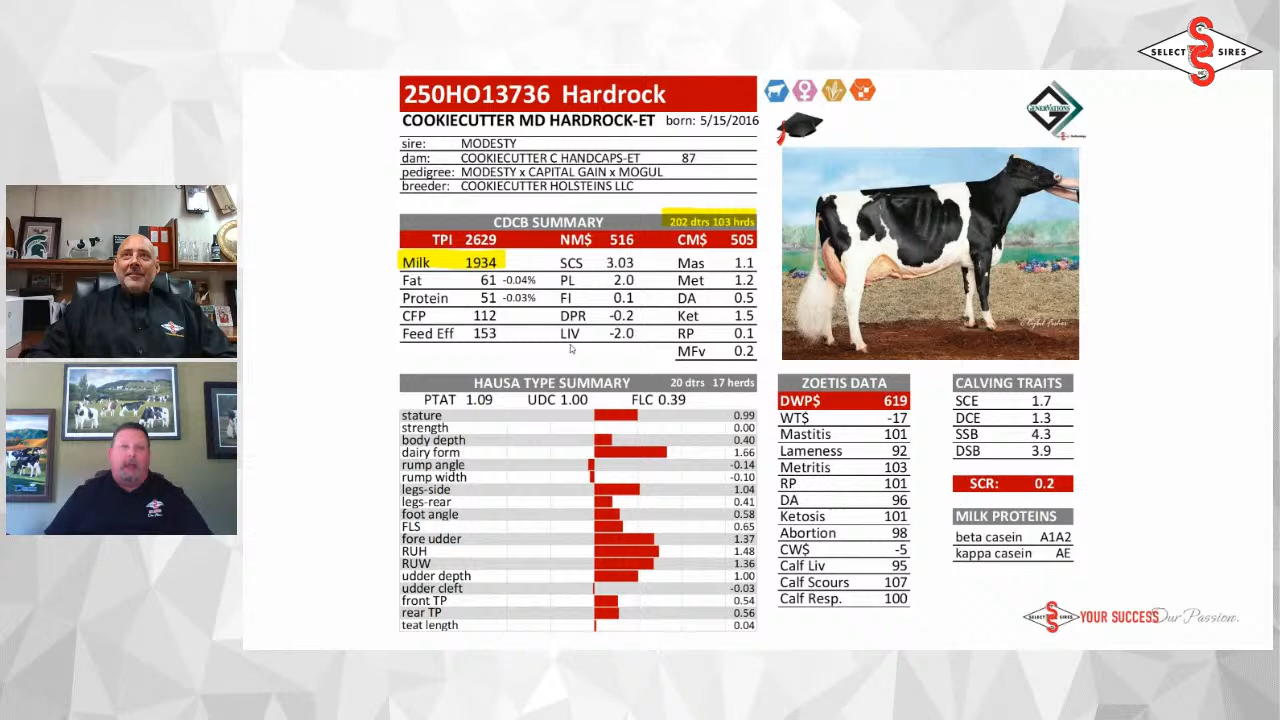 SELECT SIRES
250HO13736 Hardrock
COOKIECUTTER MD HARDROCK-ET born: 5/15/2016
sire: MODESTY
dam: COOKIECUTTER C HANDCAPS-ET 87
pedigree: MODESTY x CAPITAL GAIN x MOGUL
breeder: COOKIECUTTER HOLSTEINS LLC
CDCB SUMMARY 202 dtrs 103 hrds
TPI 2629 NM$ 516 CM$ 505
Milk 1934 SCS 3.03 Mas 1.1
Fat 61 -0.04% PL 2.0 Met 1.2
Protein 51 -0.03% FI 0.1 DA 0.5
CFP 112 DPR -0.2 Ket 1.5
Feed Eff 153 LIV -2.0 RP 0.1
MFv 0.2
HAUSA TYPE SUMMARY 20 dtrs 17 herds
PTAT 1.09 UDC 1.00 FLC 0.39
stature 0.99
strength 0.00
body depth 0.40
dairy form 1.66
rump angle -0.14
rump width -0.10
legs-side 1.04
legs-rear 0.41
foot angle 0.58
FLS 0.65
fore udder 1.37
RUH 1.48
RUW 1.36
udder depth 1.00
udder cleft -0.03
front TP 0.54
rear TP 0.56
teat length 0.04
GENERVATIONS
ZOETIS DATA
DWP$ 619
WT$ -17
Mastitis 101
Lameness 92
Metritis 103
RP 101
DA 96
Ketosis 101
Abortion 98
CW$ -5
Calf Liv 95
Calf Scours 107
Calf Resp. 100
CALVING TRAITS
SCE 1.7
DCE 1.3
SSB 4.3
DSB 3.9
SCR: 0.2
MILK PROTEINS
beta casein A1A2
kappa casein AE
SELECT SIRES YOUR SUCCESS Our Passion.